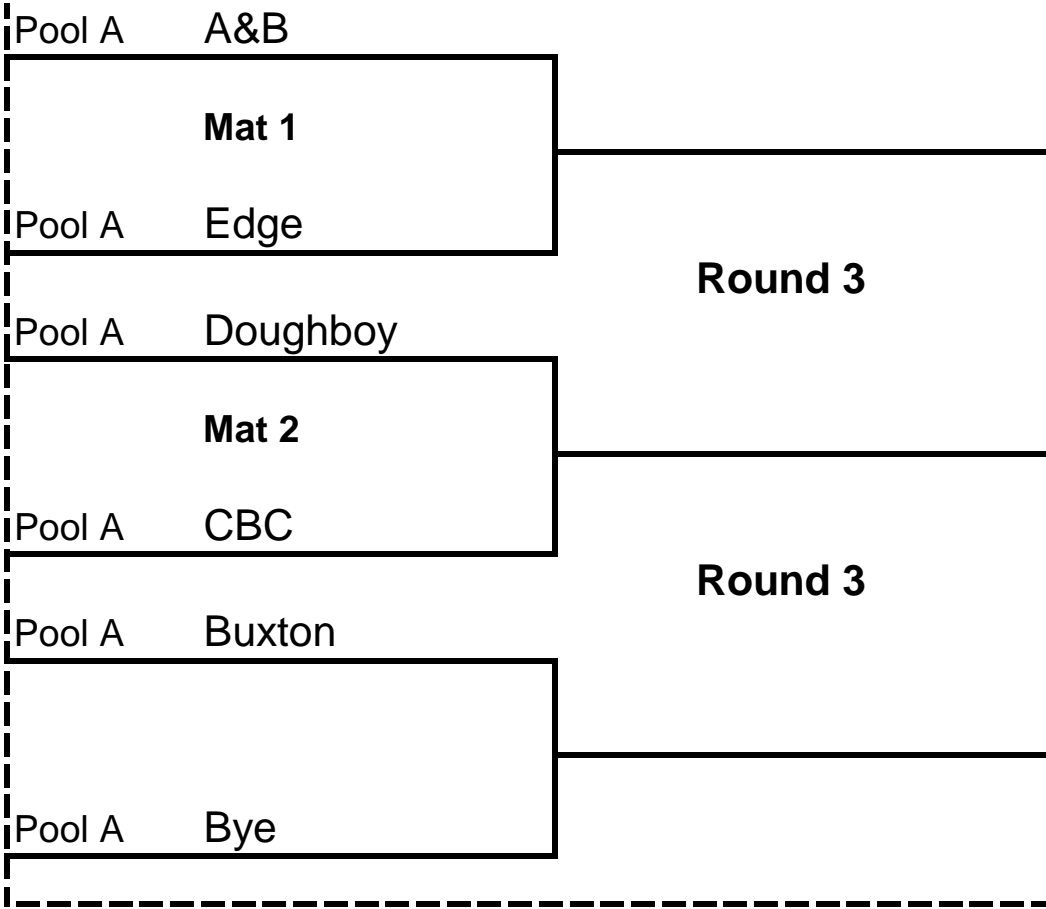 Pool A A&B
Mat 1
Pool A Edge
Round 3
Pool A Doughboy
Mat 2
Pool A CBC
Round 3
Pool A Buxton
Pool A Bye